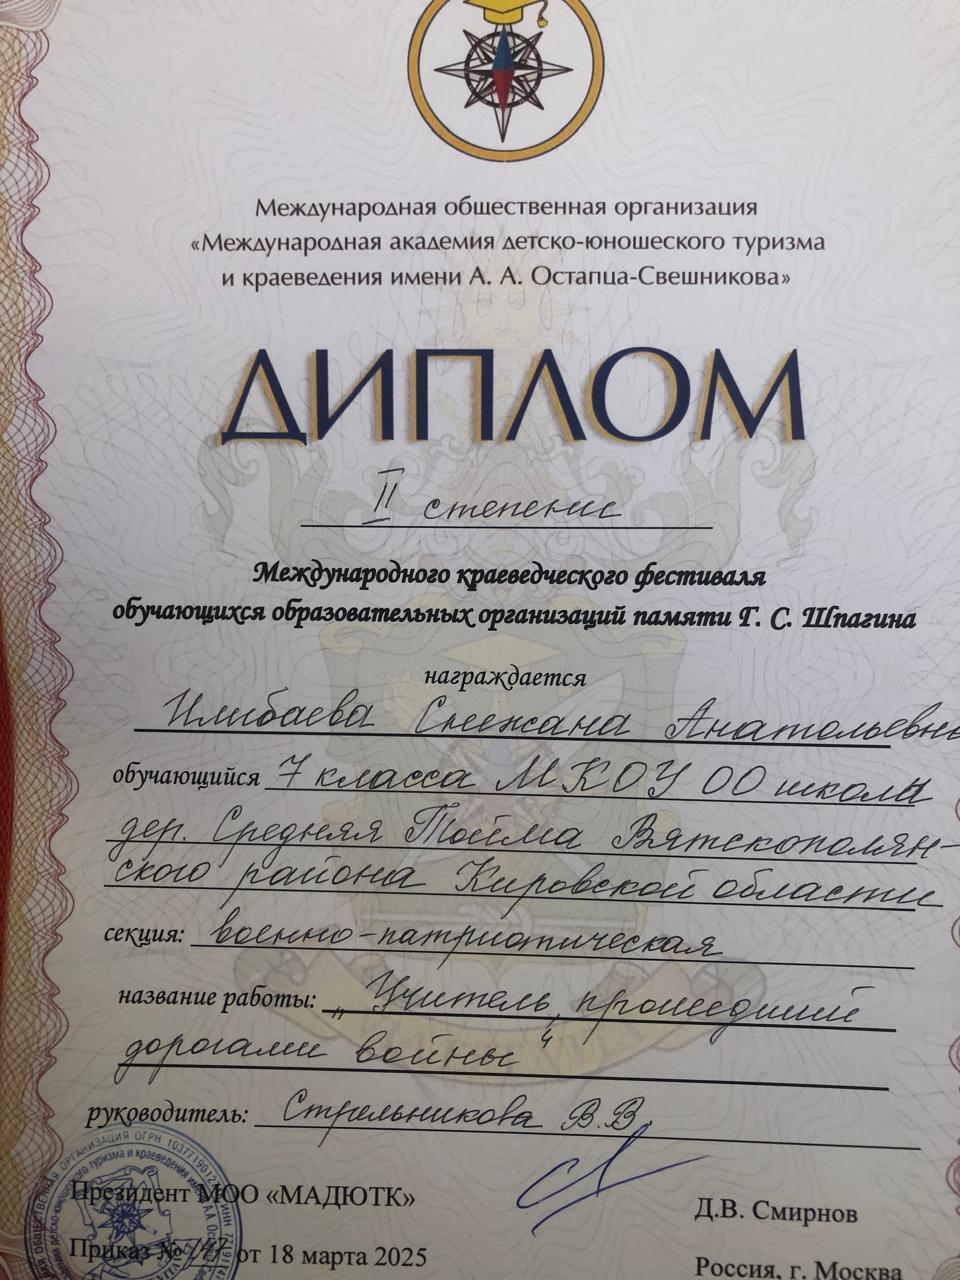 Международная общественная организация
«Международная академия детско-юношеского туризма
и краеведения имени А. А. Остапца-Свешникова»
ДИПЛОМ
II степени
Международного краеведческого фестиваля
обучающихся образовательных организаций памяти Г. С. Шпагина
награждается
Илибаева Снежана Анатольевна
обучающийся 7 класса МКОУ ОО школы
дер. Средняя Тойма Вятскополян-
ского района Кировской области
секция: военно-патриотическая
название работы: „Учитель, прошедший
дорогами войны“
руководитель: Стрельникова В.В.
Президент МОО «МАДЮТК» Д.В. Смирнов
Приказ № от 18 марта 2025 Россия, г. Москва